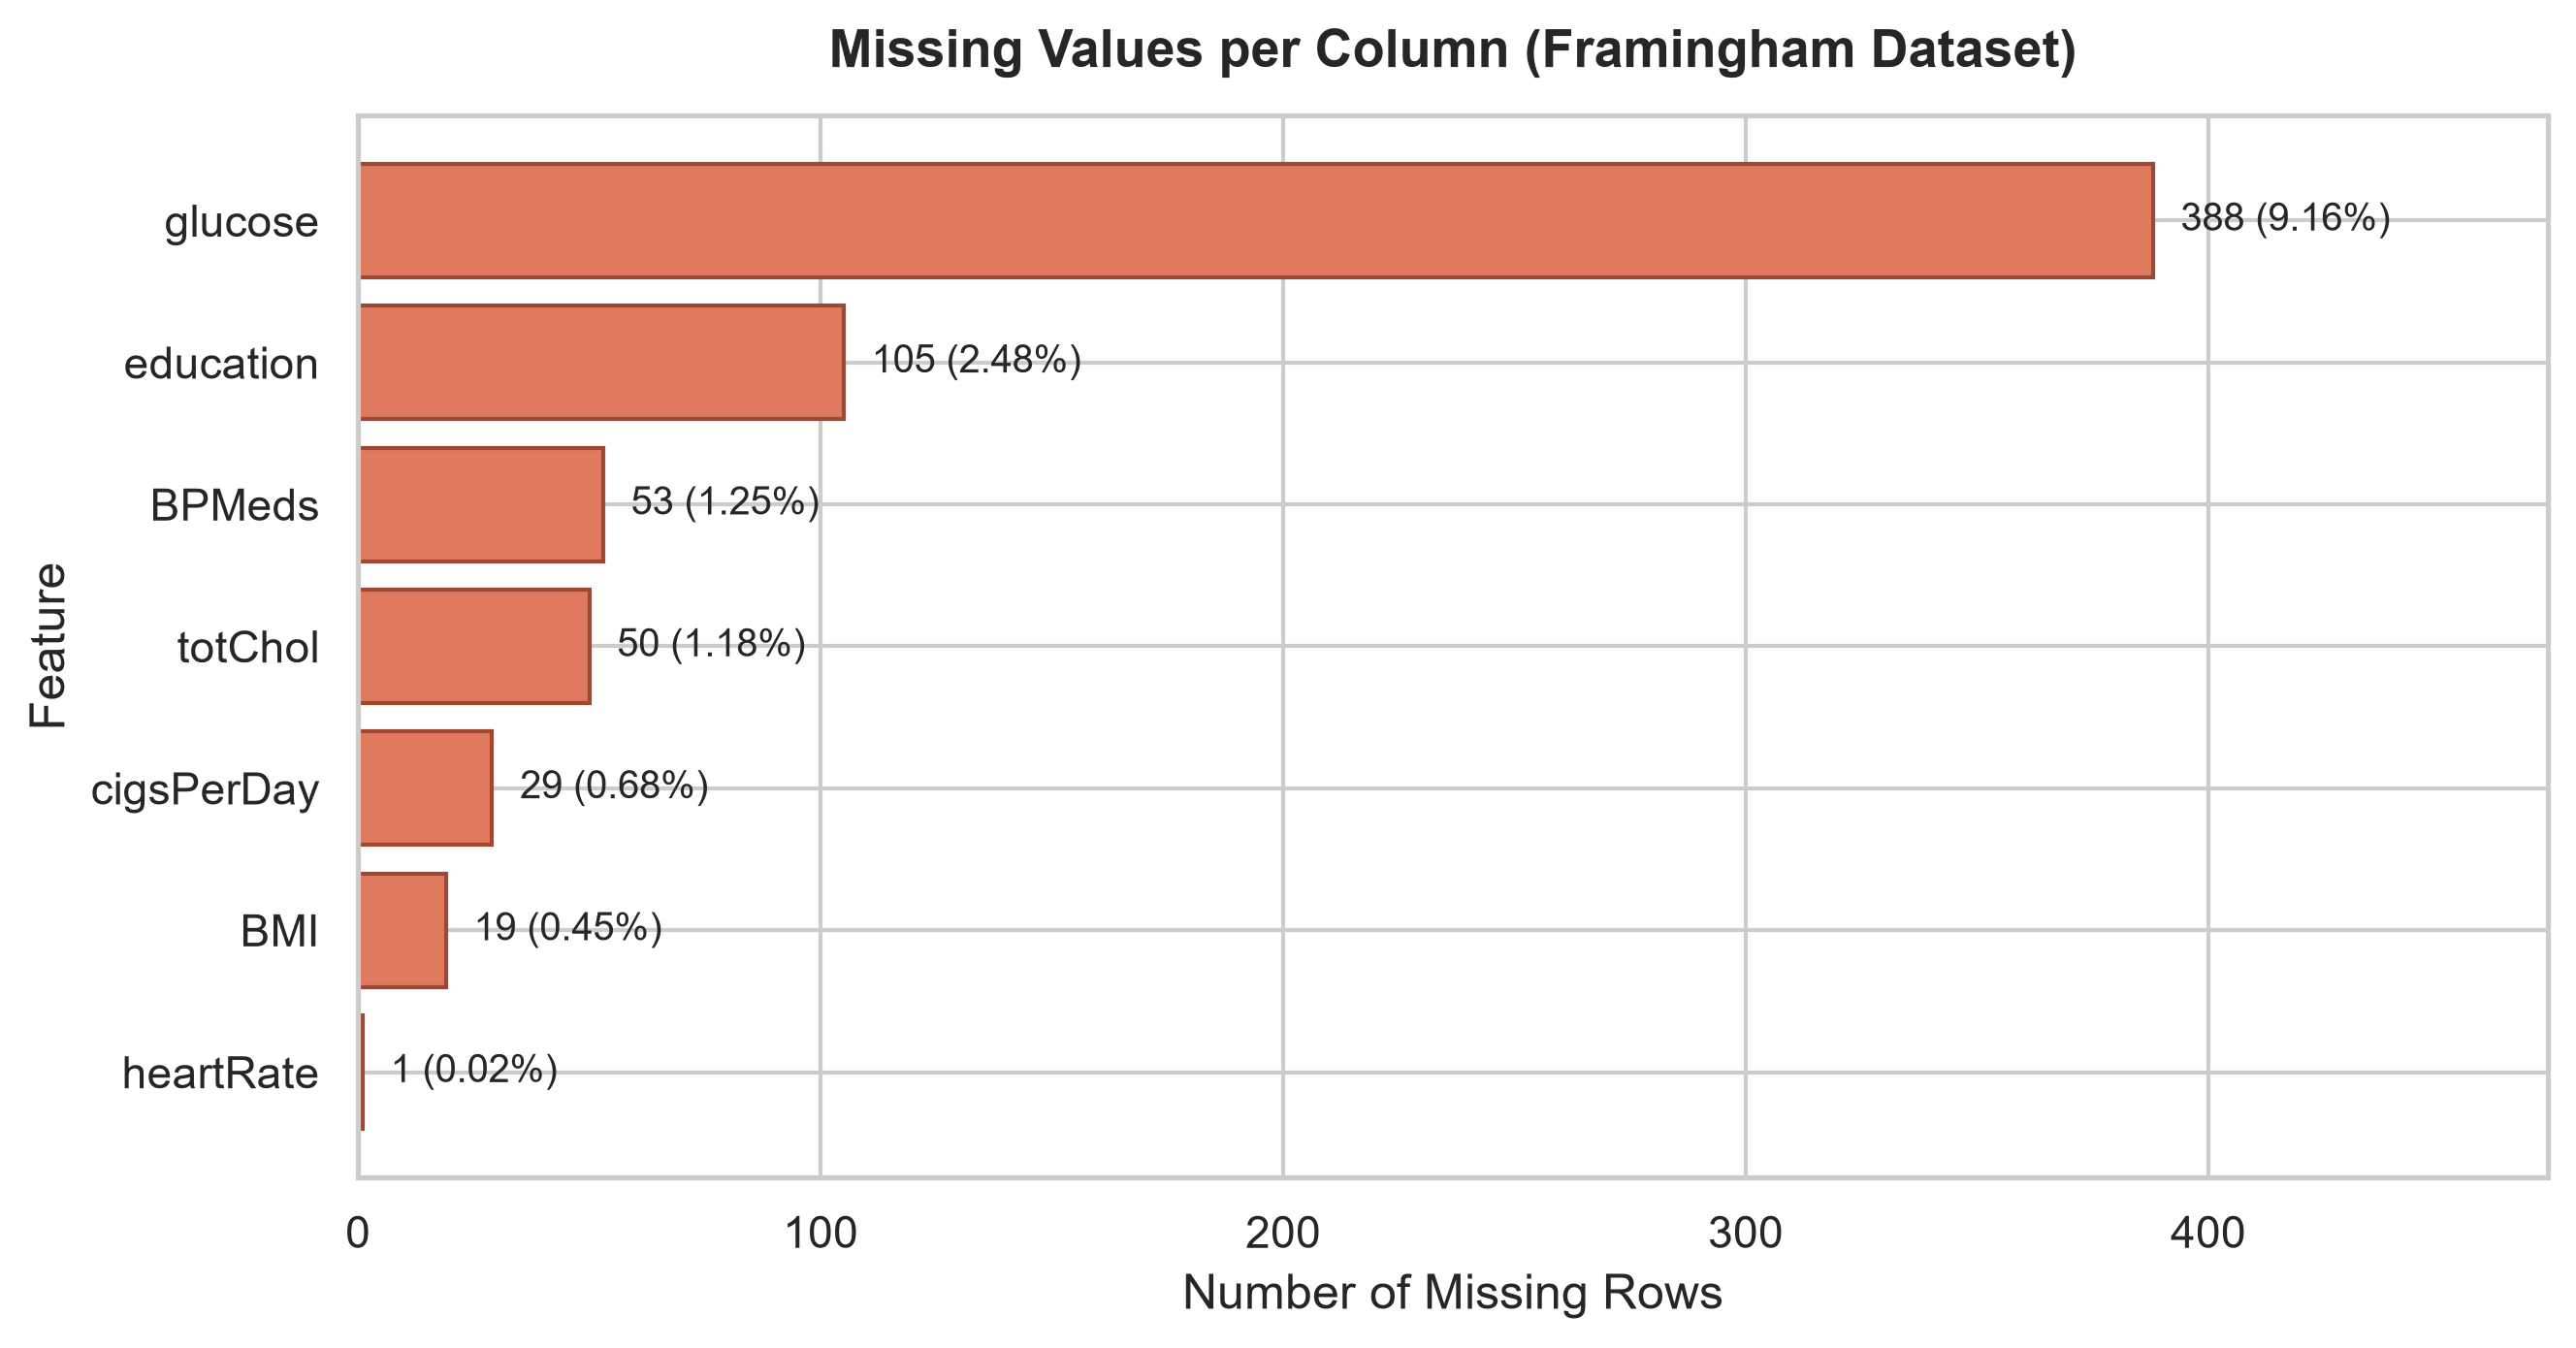 Missing Values per Column (Framingham Dataset)
glucose
388 (9.16%)
education
105 (2.48%)
BPMeds
53 (1.25%)
totChol
50 (1.18%)
cigsPerDay
29 (0.68%)
BMI
19 (0.45%)
heartRate
1 (0.02%)
Feature
0 100 200 300 400
Number of Missing Rows